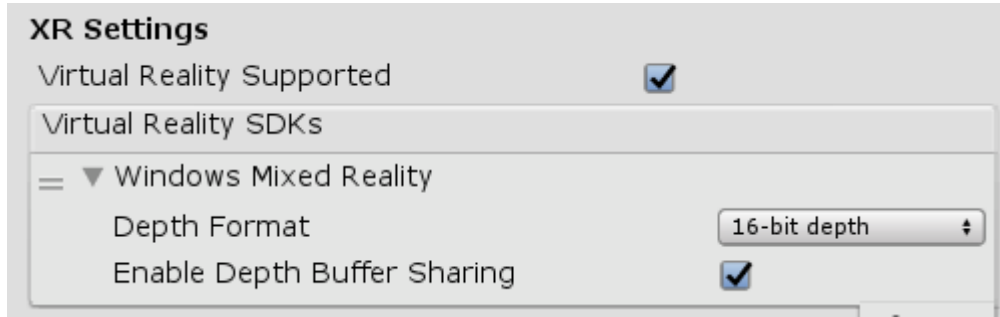 XR Settings
Virtual Reality Supported
Virtual Reality SDKs
Windows Mixed Reality
Depth Format 16-bit depth
Enable Depth Buffer Sharing